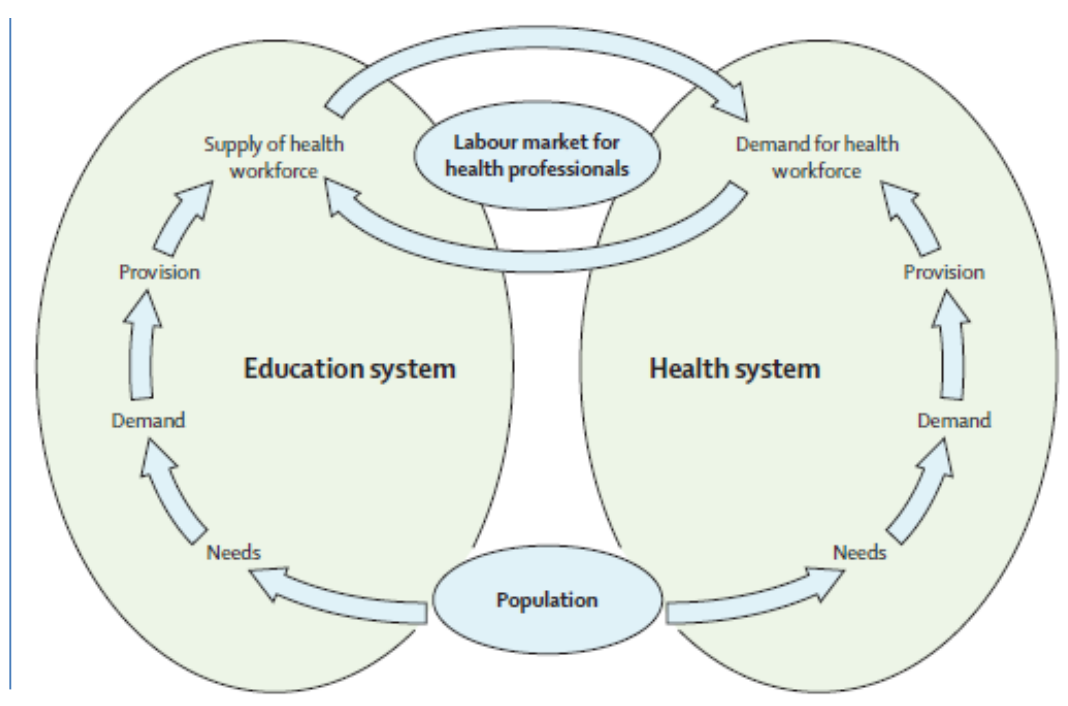 Labour market for
health professionals
Supply of health
workforce
Demand for health
workforce
Provision
Provision
Education system
Health system
Demand
Demand
Needs
Needs
Population